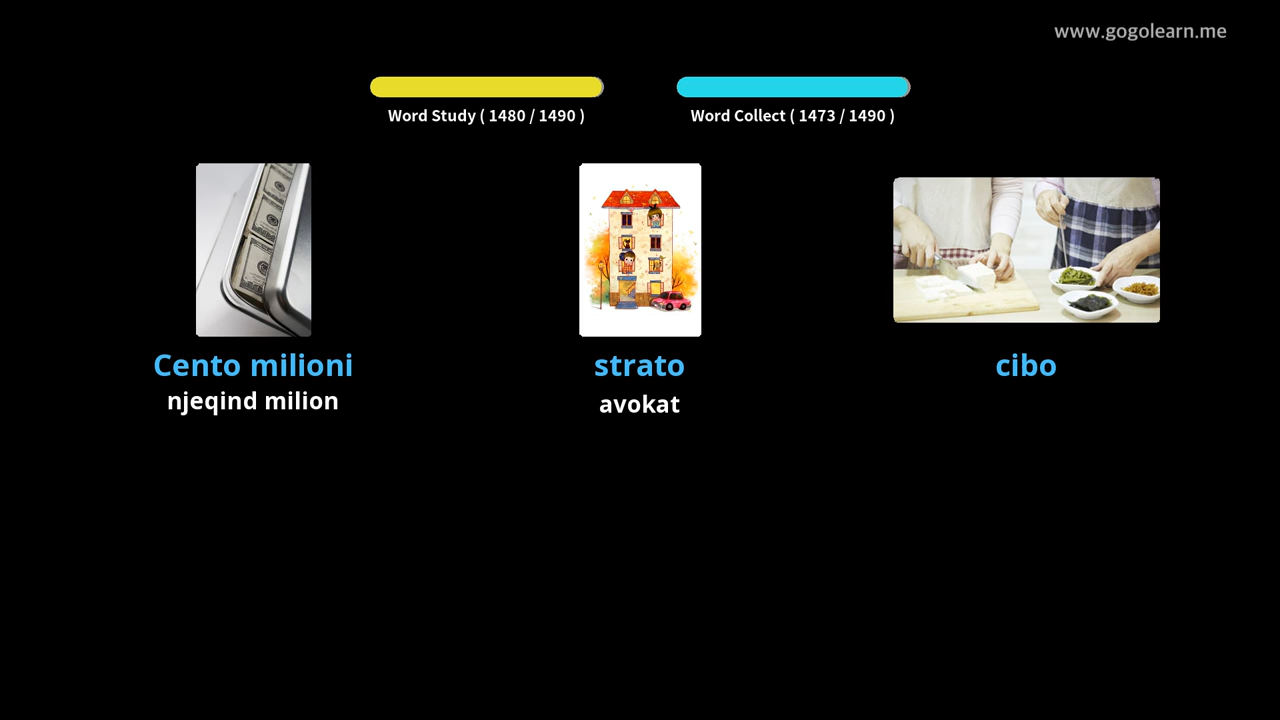 www.gogolearn.me
Word Study ( 1480 / 1490 )
Word Collect ( 1473 / 1490 )
Cento milioni
njeqind milion
strato
avokat
cibo